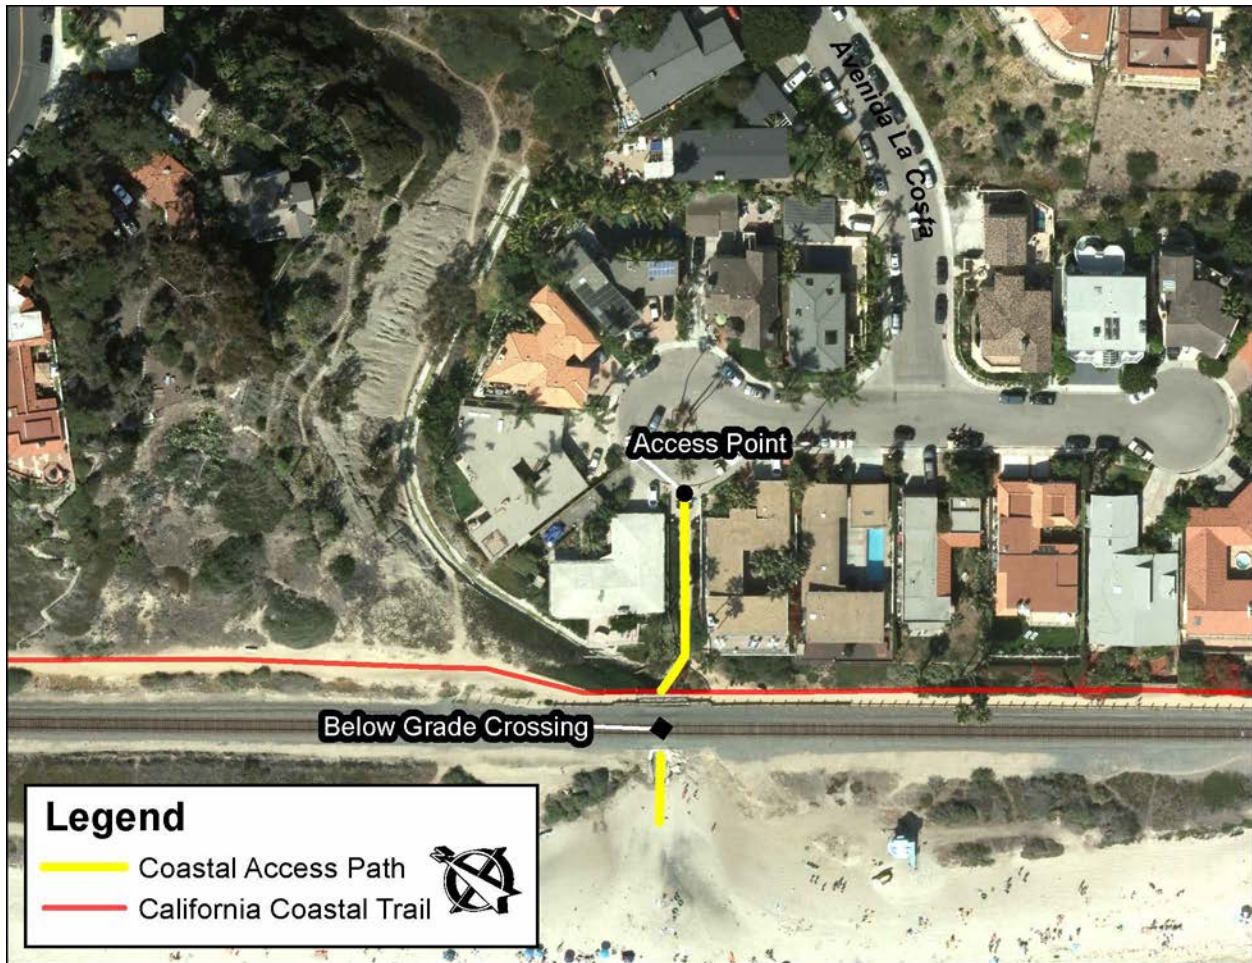 Avenida La Costa
Access Point
Below Grade Crossing
Legend
Coastal Access Path
California Coastal Trail